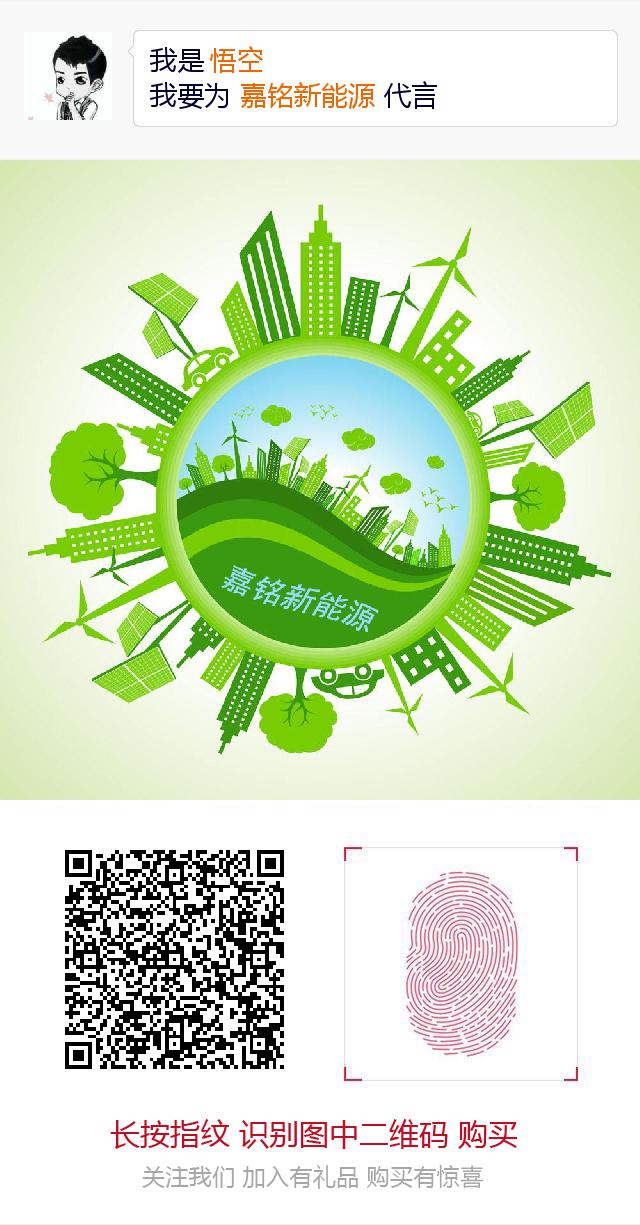 我是 悟空
我要为 嘉铭新能源 代言
嘉铭新能源
长按指纹 识别图中二维码 购买
关注我们 加入有礼品 购买有惊喜